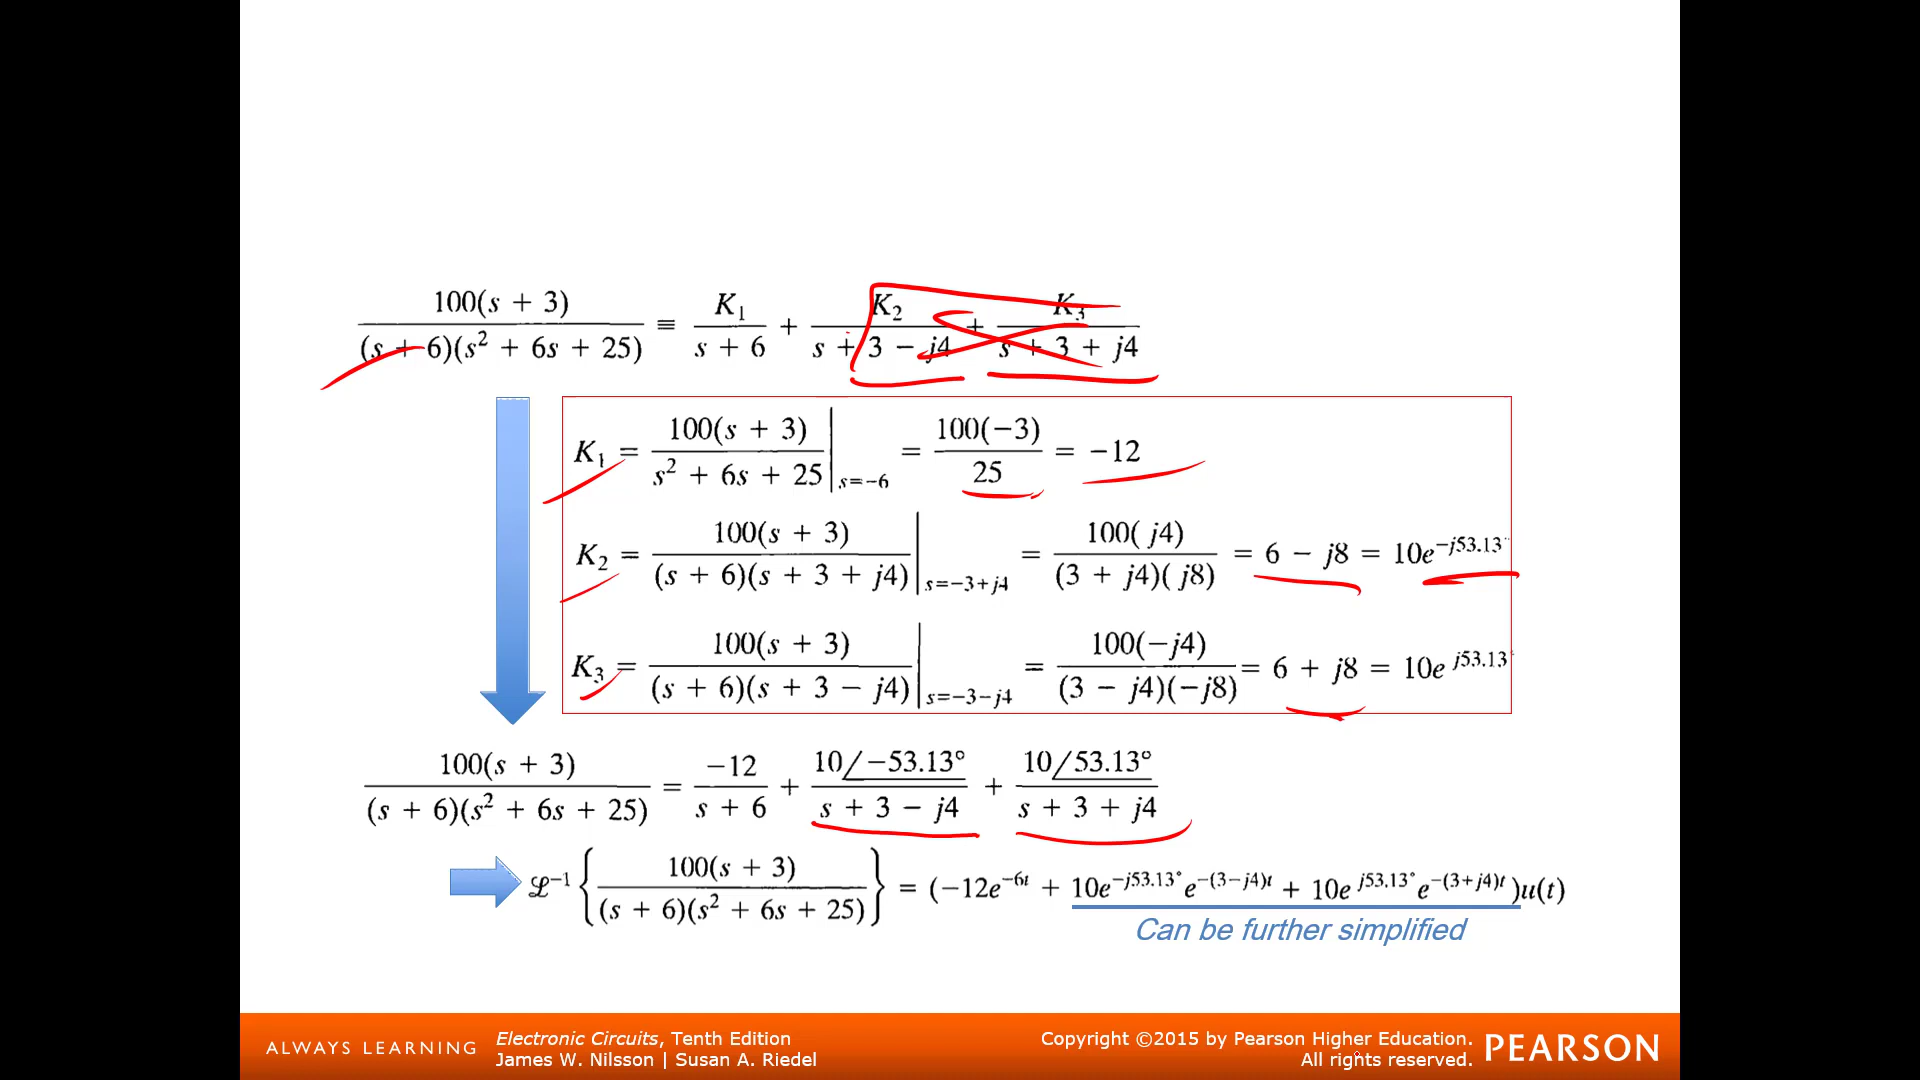 100(s + 3) / (s + 6)(s² + 6s + 25) ≡ K₁ / s + 6 + K₂ / s + 3 − j4 + K₃ / s + 3 + j4
K₁ = 100(s + 3) / s² + 6s + 25 |s=−6 = 100(−3) / 25 = −12
K₂ = 100(s + 3) / (s + 6)(s + 3 + j4) |s=−3+j4 = 100( j4) / (3 + j4)( j8) = 6 − j8 = 10e^−j53.13°
K₃ = 100(s + 3) / (s + 6)(s + 3 − j4) |s=−3−j4 = 100(−j4) / (3 − j4)(−j8) = 6 + j8 = 10e^j53.13°
100(s + 3) / (s + 6)(s² + 6s + 25) = −12 / s + 6 + 10/−53.13° / s + 3 − j4 + 10/53.13° / s + 3 + j4
ℒ⁻¹ { 100(s + 3) / (s + 6)(s² + 6s + 25) } = (−12e^−6t + 10e^−j53.13° e^−(3−j4)t + 10e^j53.13° e^−(3+j4)t )u(t)
Can be further simplified
ALWAYS LEARNING
Electronic Circuits, Tenth Edition
James W. Nilsson | Susan A. Riedel
Copyright ©2015 by Pearson Higher Education.
All rights reserved.
PEARSON